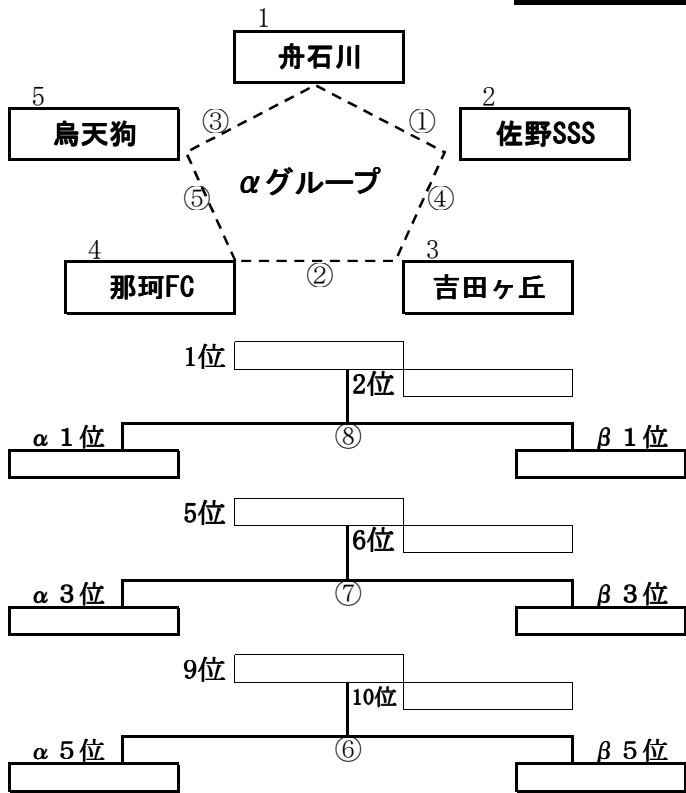 1
舟石川
5
2
烏天狗
③
①
佐野SSS
αグループ
⑤
④
4
3
那珂FC
②
吉田ヶ丘
1位
2位
α 1位
⑧
β 1位
5位
6位
α 3位
⑦
β 3位
9位
10位
α 5位
⑥
β 5位